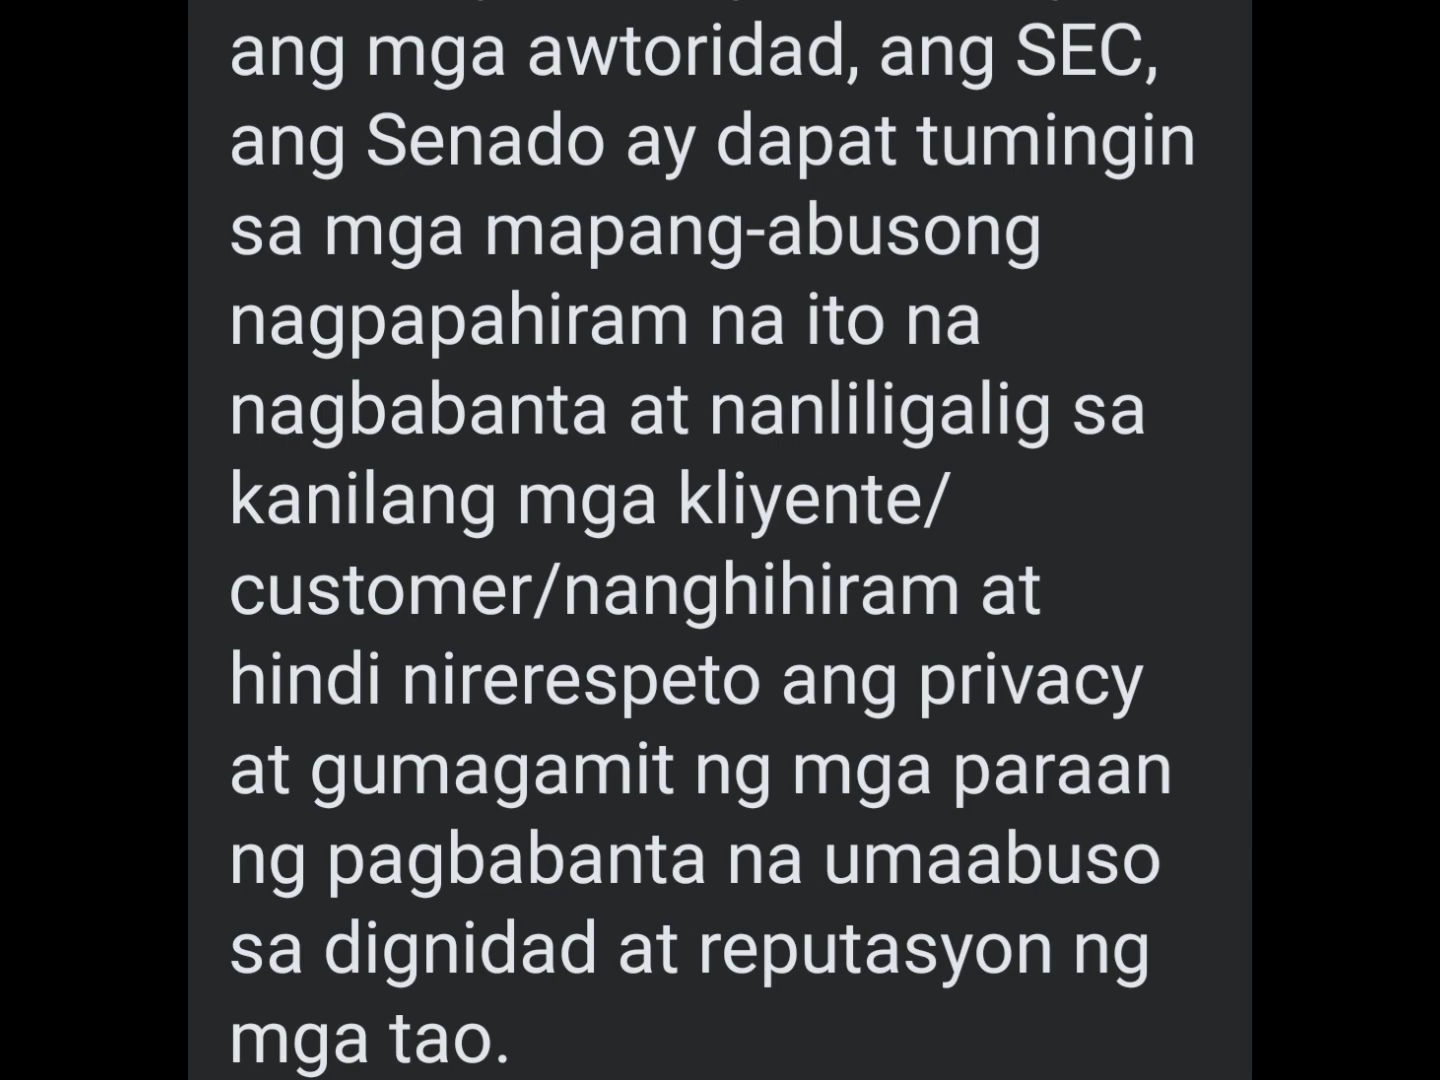 ang mga awtoridad, ang SEC,
ang Senado ay dapat tumingin
sa mga mapang-abusong
nagpapahiram na ito na
nagbabanta at nanliligalig sa
kanilang mga kliyente/
customer/nanghihiram at
hindi nirerespeto ang privacy
at gumagamit ng mga paraan
ng pagbabanta na umaabuso
sa dignidad at reputasyon ng
mga tao.